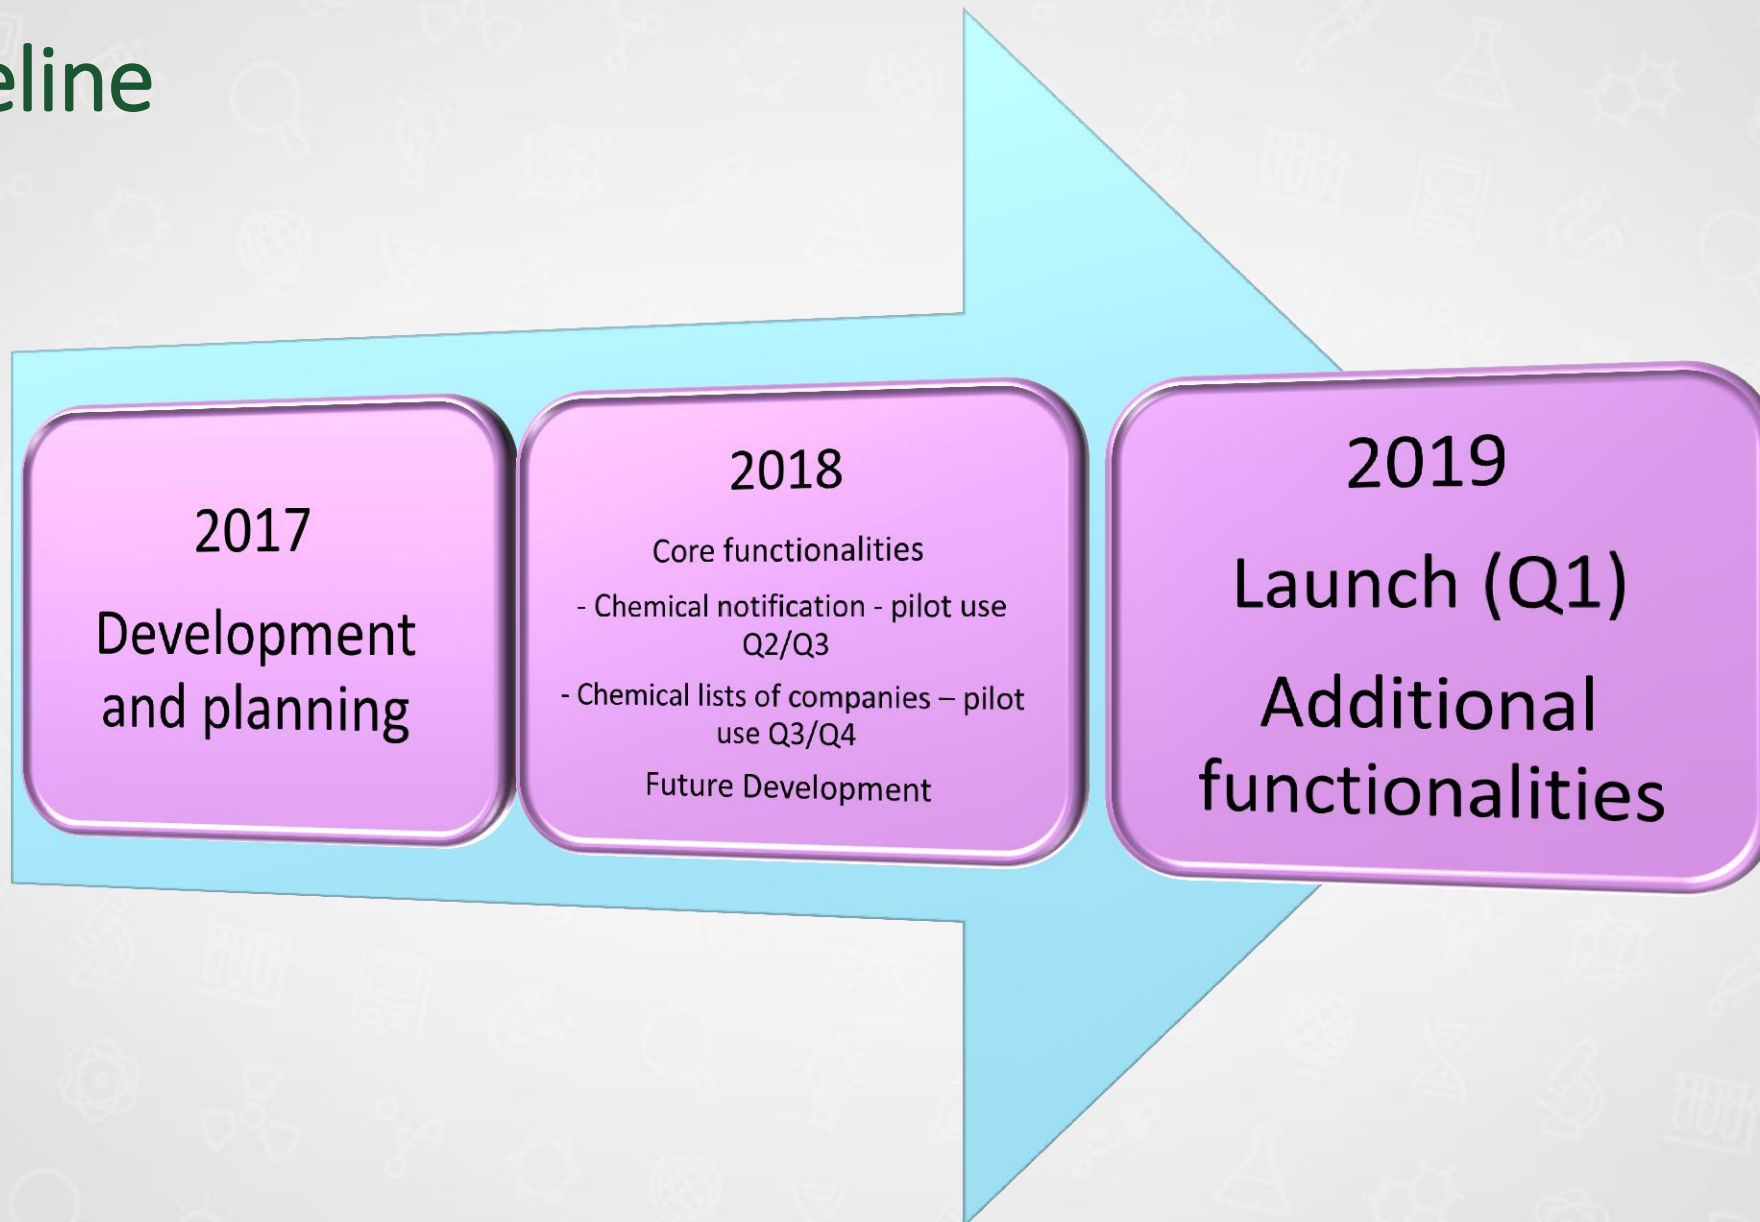 eline
2017
Development
and planning
2018
Core functionalities
- Chemical notification - pilot use
Q2/Q3
- Chemical lists of companies – pilot
use Q3/Q4
Future Development
2019
Launch (Q1)
Additional
functionalities